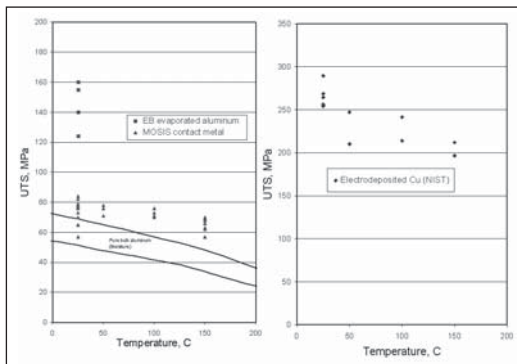 200
180
160
140
120
100
80
60
40
20
0
UTS, MPa
EB evaporated aluminum
MOSIS contact metal
Pure bulk aluminum
(literature)
0 50 100 150 200
Temperature, C
350
300
250
200
150
100
50
0
UTS, MPa
Electrodeposited Cu (NIST)
0 50 100 150 200
Temperature, C